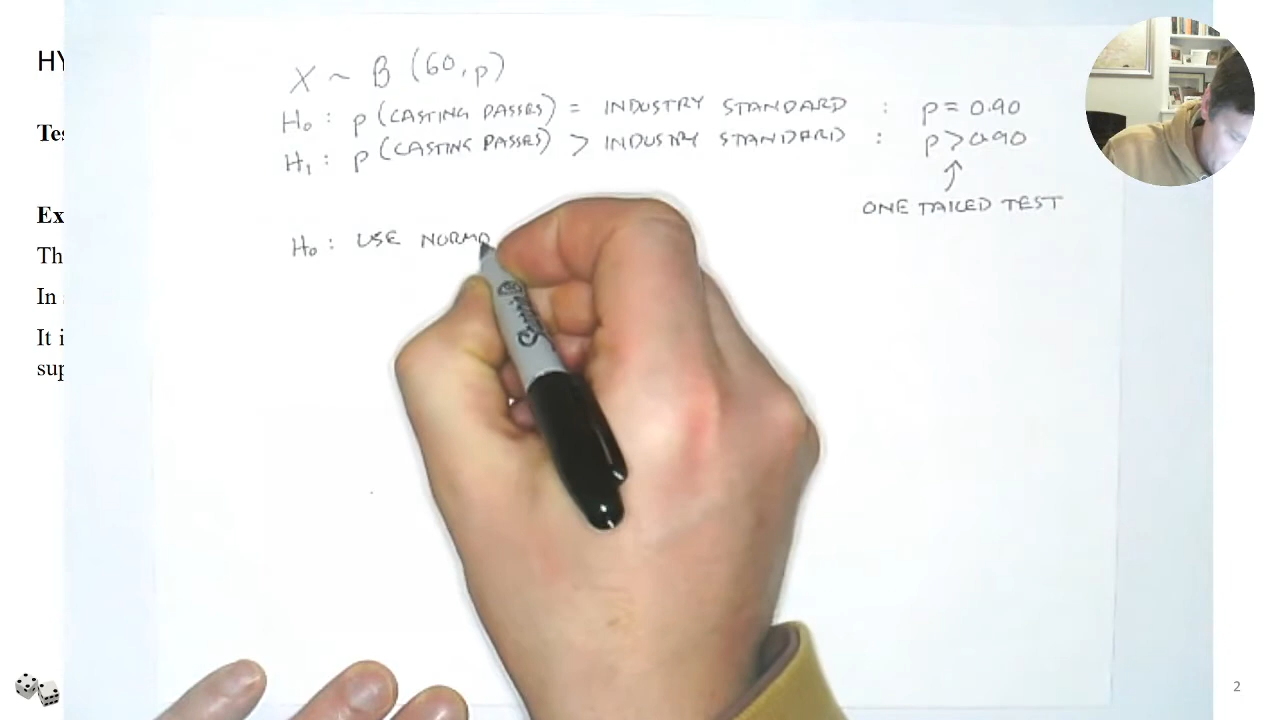 HY
Tes
Ex
Th
In
It i
sup
X ~ B (60, p)
H₀ : p (CASTING PASSES) = INDUSTRY STANDARD : p = 0.90
H₁ : p (CASTING PASSES) > INDUSTRY STANDARD : p > 0.90
ONE TAILED TEST
H₀ : USE NORMA
2